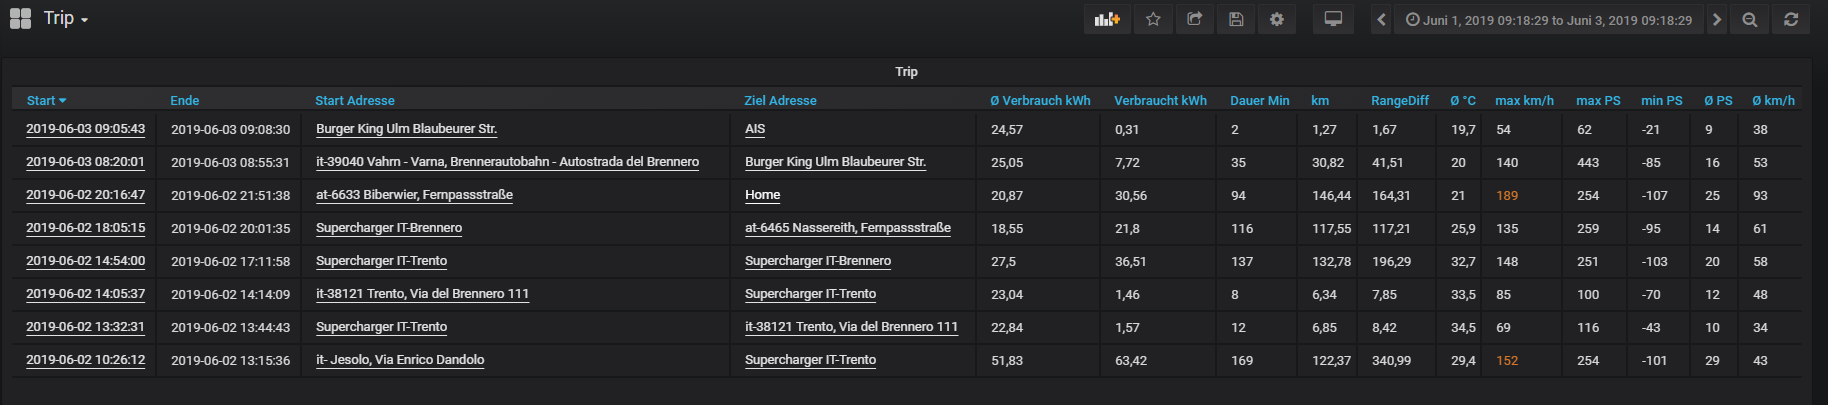 Trip
Juni 1, 2019 09:18:29 to Juni 3, 2019 09:18:29
Trip
Start Ende Start Adresse Ziel Adresse Ø Verbrauch kWh Verbraucht kWh Dauer Min km RangeDiff Ø °C max km/h max PS min PS Ø PS Ø km/h
2019-06-03 09:05:43 2019-06-03 09:08:30 Burger King Ulm Blaubeurer Str. AIS 24,57 0,31 2 1,27 1,67 19,7 54 62 -21 9 38
2019-06-03 08:20:01 2019-06-03 08:55:31 it-39040 Vahrn - Varna, Brennerautobahn - Autostrada del Brennero Burger King Ulm Blaubeurer Str. 25,05 7,72 35 30,82 41,51 20 140 443 -85 16 53
2019-06-02 20:16:47 2019-06-02 21:51:38 at-6633 Biberwier, Fernpassstraße Home 20,87 30,56 94 146,44 164,31 21 189 254 -107 25 93
2019-06-02 18:05:15 2019-06-02 20:01:35 Supercharger IT-Brennero at-6465 Nassereith, Fernpassstraße 18,55 21,8 116 117,55 117,21 25,9 135 259 -95 14 61
2019-06-02 14:54:00 2019-06-02 17:11:58 Supercharger IT-Trento Supercharger IT-Brennero 27,5 36,51 137 132,78 196,29 32,7 148 251 -103 20 58
2019-06-02 14:05:37 2019-06-02 14:14:09 it-38121 Trento, Via del Brennero 111 Supercharger IT-Trento 23,04 1,46 8 6,34 7,85 33,5 85 100 -70 12 48
2019-06-02 13:32:31 2019-06-02 13:44:43 Supercharger IT-Trento it-38121 Trento, Via del Brennero 111 22,84 1,57 12 6,85 8,42 34,5 69 116 -43 10 34
2019-06-02 10:26:12 2019-06-02 13:15:36 it- Jesolo, Via Enrico Dandolo Supercharger IT-Trento 51,83 63,42 169 122,37 340,99 29,4 152 254 -101 29 43